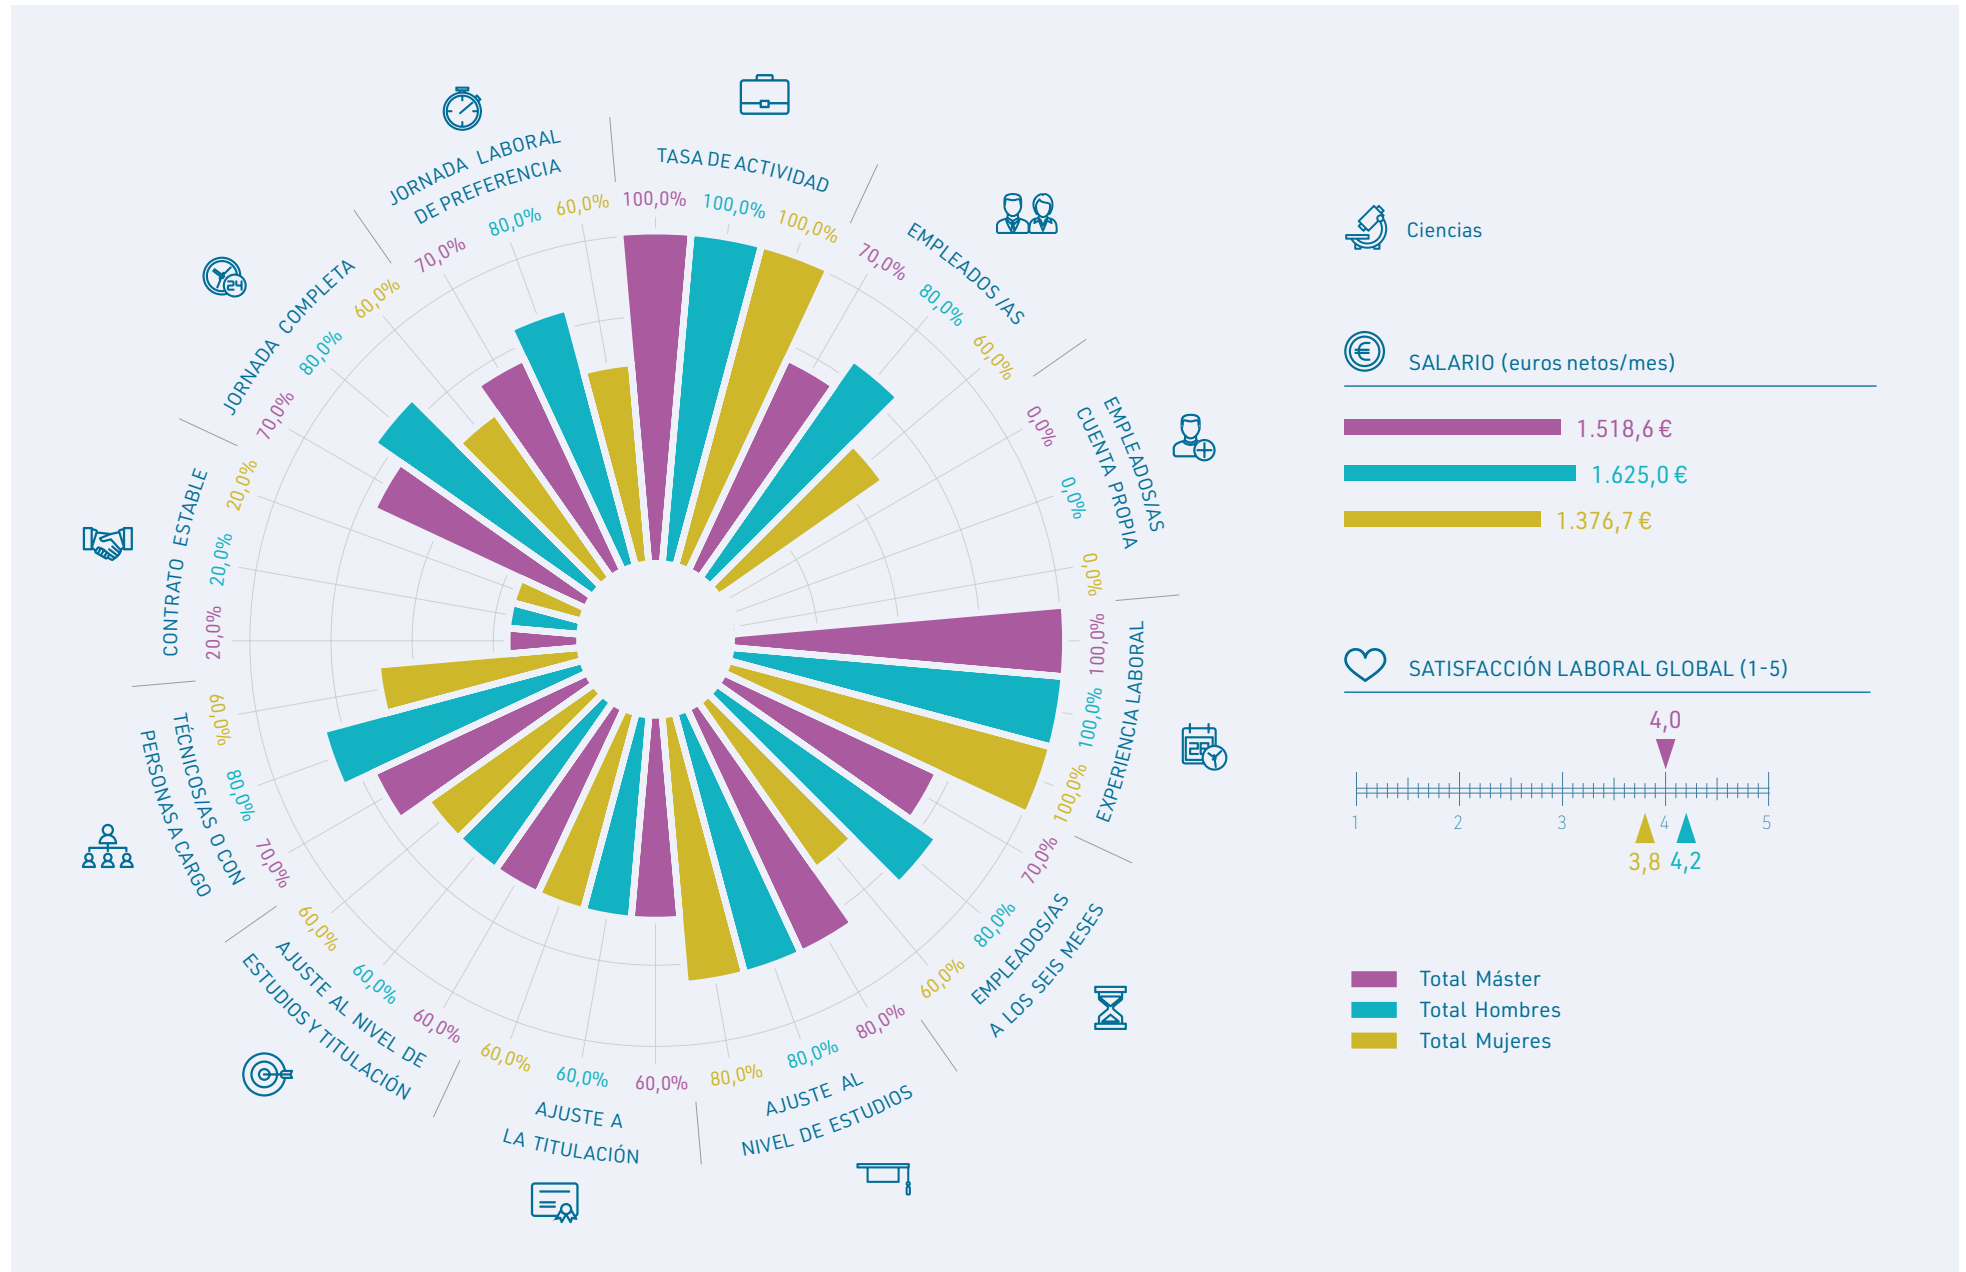 TASA DE ACTIVIDAD
100,0%
100,0%
100,0%
EMPLEADOS /AS
70,0%
80,0%
60,0%
EMPLEADOS/AS
CUENTA PROPIA
0,0%
0,0%
0,0%
EXPERIENCIA LABORAL
100,0%
100,0%
100,0%
EMPLEADOS/AS
A LOS SEIS MESES
70,0%
80,0%
60,0%
AJUSTE AL
NIVEL DE ESTUDIOS
80,0%
80,0%
80,0%
AJUSTE A
LA TITULACIÓN
60,0%
60,0%
60,0%
AJUSTE AL NIVEL DE
ESTUDIOS Y TITULACIÓN
60,0%
60,0%
60,0%
TÉCNICOS/AS O CON
PERSONAS A CARGO
70,0%
80,0%
60,0%
CONTRATO ESTABLE
20,0%
20,0%
20,0%
JORNADA COMPLETA
70,0%
80,0%
60,0%
24
JORNADA LABORAL
DE PREFERENCIA
70,0%
80,0%
60,0%
Ciencias
SALARIO (euros netos/mes)
1.518,6 €
1.625,0 €
1.376,7 €
SATISFACCIÓN LABORAL GLOBAL (1-5)
4,0
1 2 3 4 5
3,8 4,2
Total Máster
Total Hombres
Total Mujeres